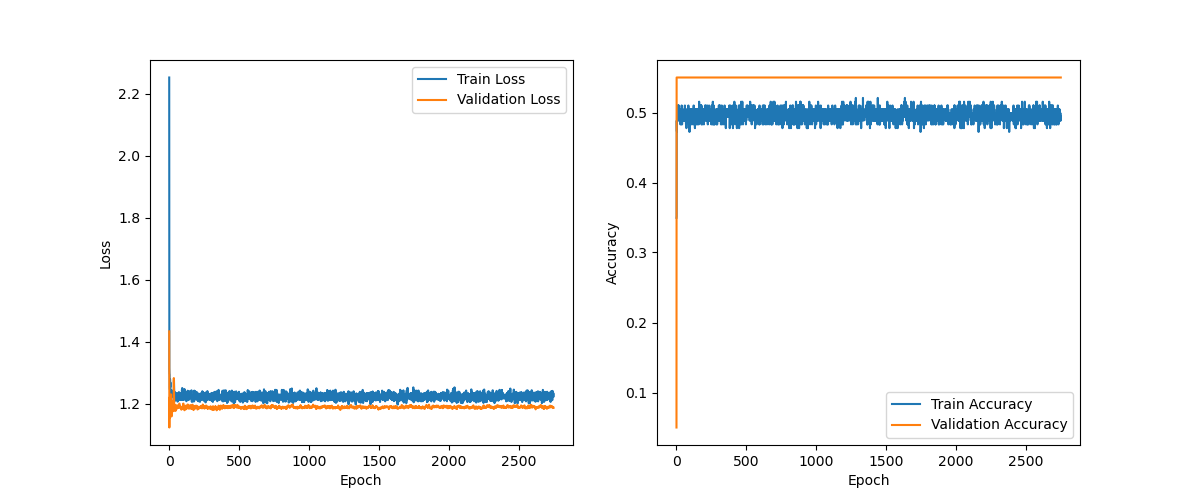 2.2
2.0
1.8
1.6
1.4
1.2
Loss
0 500 1000 1500 2000 2500
Epoch
Train Loss
Validation Loss
0.5
0.4
0.3
0.2
0.1
Accuracy
0 500 1000 1500 2000 2500
Epoch
Train Accuracy
Validation Accuracy